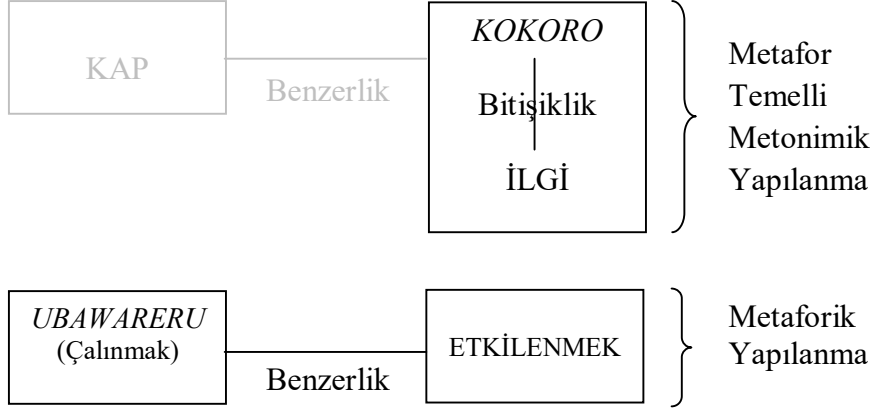 KAP
Benzerlik
KOKORO
Bitişiklik
İLGİ
Metafor
Temelli
Metonimik
Yapılanma
UBAWARERU
(Çalınmak)
Benzerlik
ETKİLENMEK
Metaforik
Yapılanma